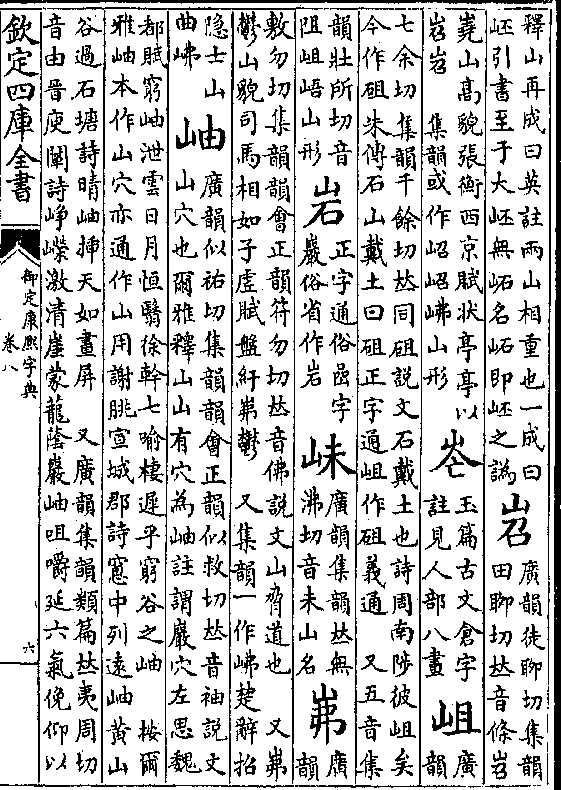 釋山再成曰英註兩山相重也一成曰
岯引書至于大岯無岮名岮即岯之譌
岧
廣韻徒聊切集韻
田聊切𠀤音條岧
嶤山高貌張衡西京賦狀亭亭以
岧岧 集韻或作岹岹岪山形
玉篇古文倉字
註見人部八畫
岨
廣
韻
七余切集韻千餘切𠀤同砠說文石戴土也詩周南陟彼岨矣
今作砠朱傳石山戴土曰砠正字通岨作砠義通 又五音集
韻壯所切音
阻岨峿山形
岩
正字通俗嵒字
巖俗省作岩
廣韻集韻𠀤無
沸切音未山名
岪
廣
韻
敷勿切集韻韻會正韻符勿切𠀤音佛說文山脅道也 又岪
鬱山貌司馬相如子虛賦盤紆岪鬱 又集韻一作岪楚辭招
隱士山
曲岪
岫
廣韻似祐切集韻韻會正韻似救切𠀤音袖說文
山穴也爾雅釋山山有穴為岫註謂巖穴左思魏
都賦窮岫泄雲日月恒翳徐幹七喻棲遲乎窮谷之岫 按爾
雅岫本作山穴亦通作山用謝朓宣城郡詩窻中列遠岫黄山
谷過石塘詩晴岫挿天如畫屏 又廣韻集韻類篇𠀤夷周切
音由晉庾闡詩峥嶸激清崖蒙蘢蔭巖岫咀嚼延六氣俛仰以
欽定四庫全書
御定康熙字典
卷八
六